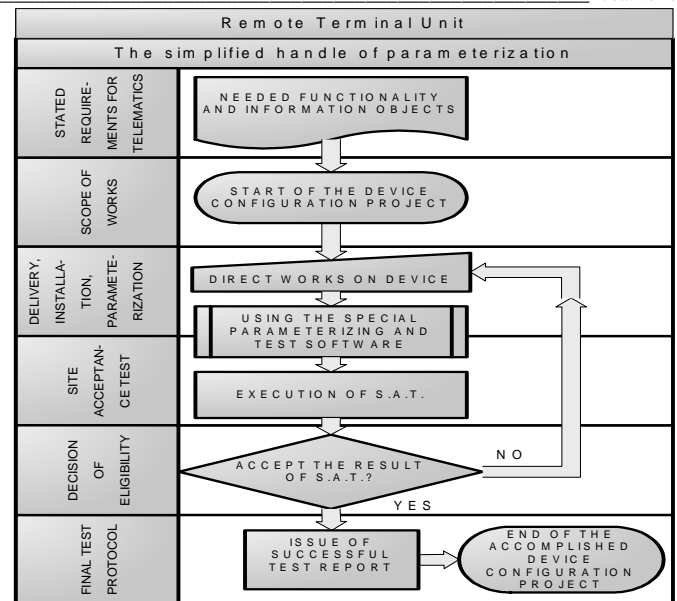 Remote Terminal Unit
The simplified handle of parameterization
STATED
REQUIRE-
MENTS FOR
TELEMATICS
NEEDED FUNCTIONALITY
AND INFORMATION OBJECTS
SCOPE OF
WORKS
START OF THE DEVICE
CONFIGURATION PROJECT
DELIVERY,
INSTALLA-
TION,
PARAMETE-
RIZATION
DIRECT WORKS ON DEVICE
USING THE SPECIAL
PARAMETERIZING AND
TEST SOFTWARE
SITE
ACCEPTAN-
CE TEST
EXECUTION OF S.A.T.
DECISION
OF
ELIGIBILITY
ACCEPT THE RESULT
OF S.A.T.?
NO
YES
FINAL TEST
PROTOCOL
ISSUE OF
SUCCESSFUL
TEST REPORT
END OF THE
ACCOMPLISHED
DEVICE
CONFIGURATION
PROJECT